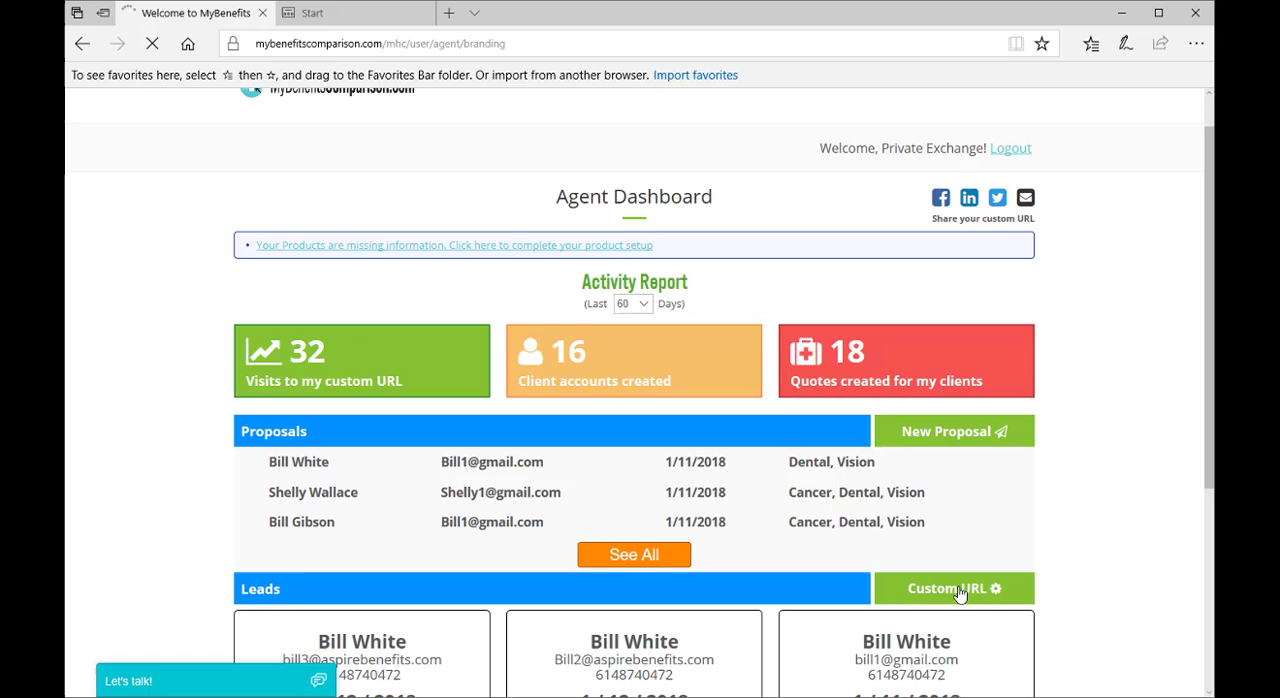 Welcome to MyBenefits
Start
mybenefitscomparison.com/mhc/user/agent/branding
To see favorites here, select ☆ then ☆, and drag to the Favorites Bar folder. Or import from another browser. Import favorites
MyBenefitsComparison.com
Welcome, Private Exchange! Logout
Agent Dashboard
Share your custom URL
• Your Products are missing information. Click here to complete your product setup
Activity Report
(Last 60 Days)
32
Visits to my custom URL
16
Client accounts created
18
Quotes created for my clients
Proposals
New Proposal
Bill White Bill1@gmail.com 1/11/2018 Dental, Vision
Shelly Wallace Shelly1@gmail.com 1/11/2018 Cancer, Dental, Vision
Bill Gibson Bill1@gmail.com 1/11/2018 Cancer, Dental, Vision
See All
Leads
Custom URL
Bill White
bill3@aspirebenefits.com
48740472
Bill White
Bill2@aspirebenefits.com
6148740472
Bill White
bill1@gmail.com
6148740472
Let's talk!